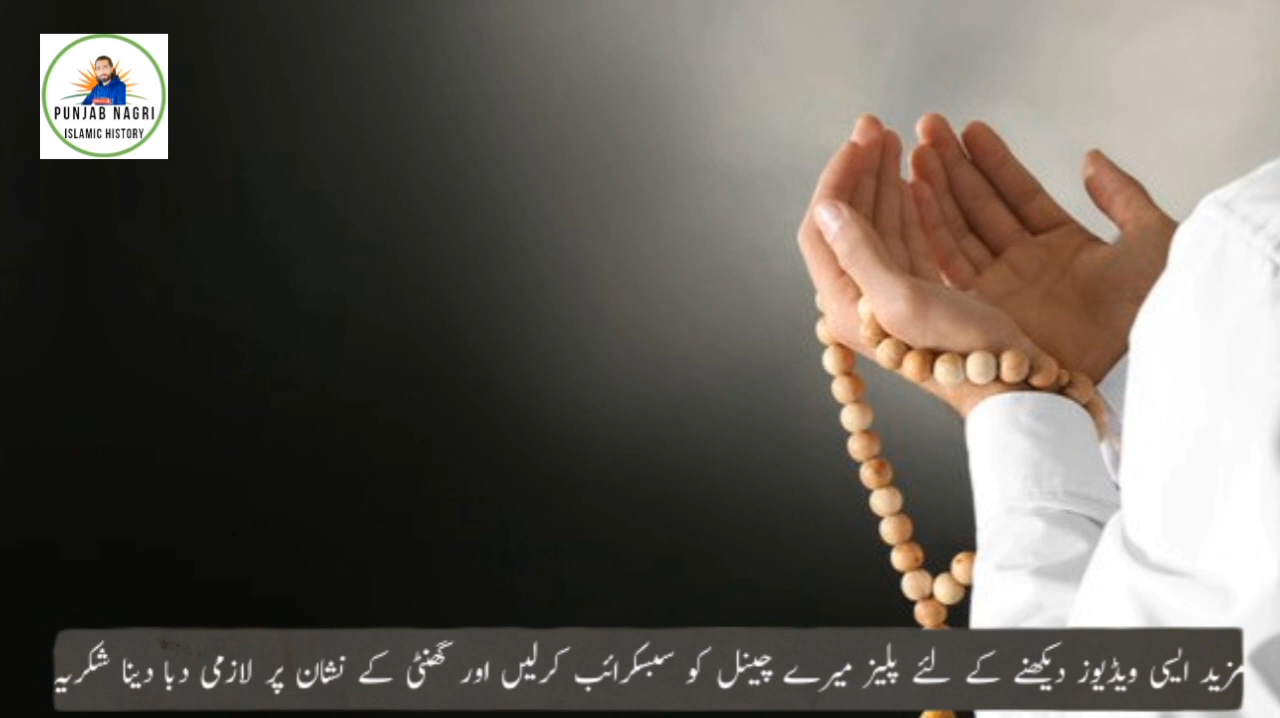 PUNJAB NAGRI
ISLAMIC HISTORY
مزید ایسی ویڈیوز دیکھنے کے لئے پلیز میرے چینل کو سبسکرائب کرلیں اور گھنٹی کے نشان پر لازمی دبا دینا شکریہ